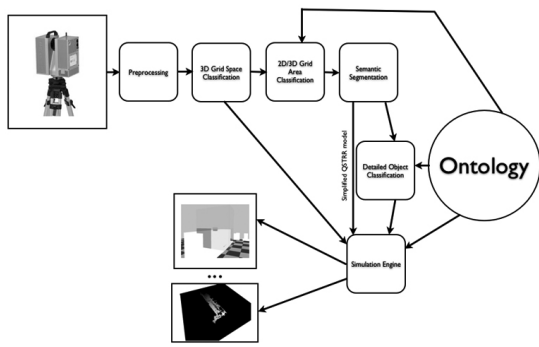 Preprocessing
3D Grid Space
Classification
2D/3D Grid
Area
Classification
Semantic
Segmentation
Simplified QSTRR model
Detailed Object
Classification
Ontology
Simulation Engine
...